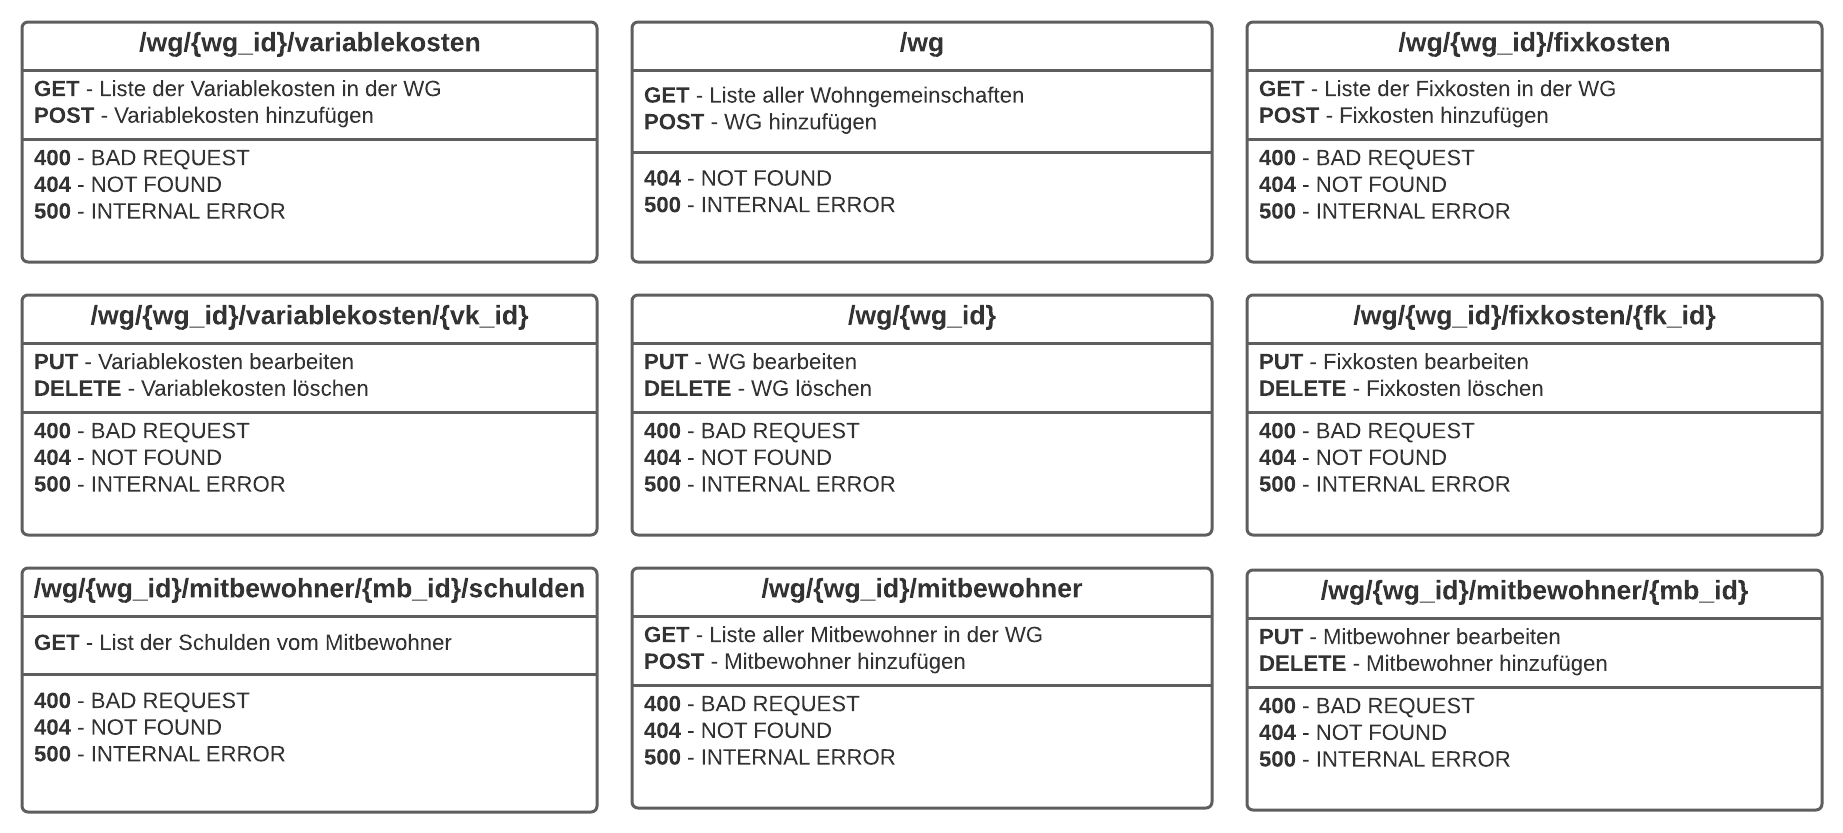 /wg/{wg_id}/variablekosten
GET - Liste der Variablekosten in der WG
POST - Variablekosten hinzufügen
400 - BAD REQUEST
404 - NOT FOUND
500 - INTERNAL ERROR
/wg
GET - Liste aller Wohngemeinschaften
POST - WG hinzufügen
404 - NOT FOUND
500 - INTERNAL ERROR
/wg/{wg_id}/fixkosten
GET - Liste der Fixkosten in der WG
POST - Fixkosten hinzufügen
400 - BAD REQUEST
404 - NOT FOUND
500 - INTERNAL ERROR
/wg/{wg_id}/variablekosten/{vk_id}
PUT - Variablekosten bearbeiten
DELETE - Variablekosten löschen
400 - BAD REQUEST
404 - NOT FOUND
500 - INTERNAL ERROR
/wg/{wg_id}
PUT - WG bearbeiten
DELETE - WG löschen
400 - BAD REQUEST
404 - NOT FOUND
500 - INTERNAL ERROR
/wg/{wg_id}/fixkosten/{fk_id}
PUT - Fixkosten bearbeiten
DELETE - Fixkosten löschen
400 - BAD REQUEST
404 - NOT FOUND
500 - INTERNAL ERROR
/wg/{wg_id}/mitbewohner/{mb_id}/schulden
GET - List der Schulden vom Mitbewohner
400 - BAD REQUEST
404 - NOT FOUND
500 - INTERNAL ERROR
/wg/{wg_id}/mitbewohner
GET - Liste aller Mitbewohner in der WG
POST - Mitbewohner hinzufügen
400 - BAD REQUEST
404 - NOT FOUND
500 - INTERNAL ERROR
/wg/{wg_id}/mitbewohner/{mb_id}
PUT - Mitbewohner bearbeiten
DELETE - Mitbewohner hinzufügen
400 - BAD REQUEST
404 - NOT FOUND
500 - INTERNAL ERROR